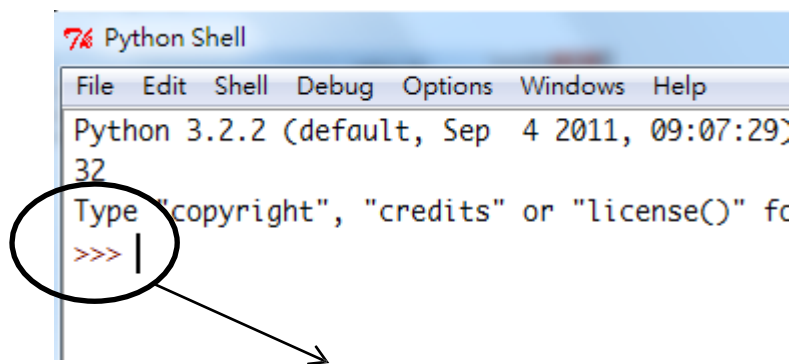 Python Shell
File Edit Shell Debug Options Windows Help
Python 3.2.2 (default, Sep  4 2011, 09:07:29)
32
Type "copyright", "credits" or "license()" fo
>>>